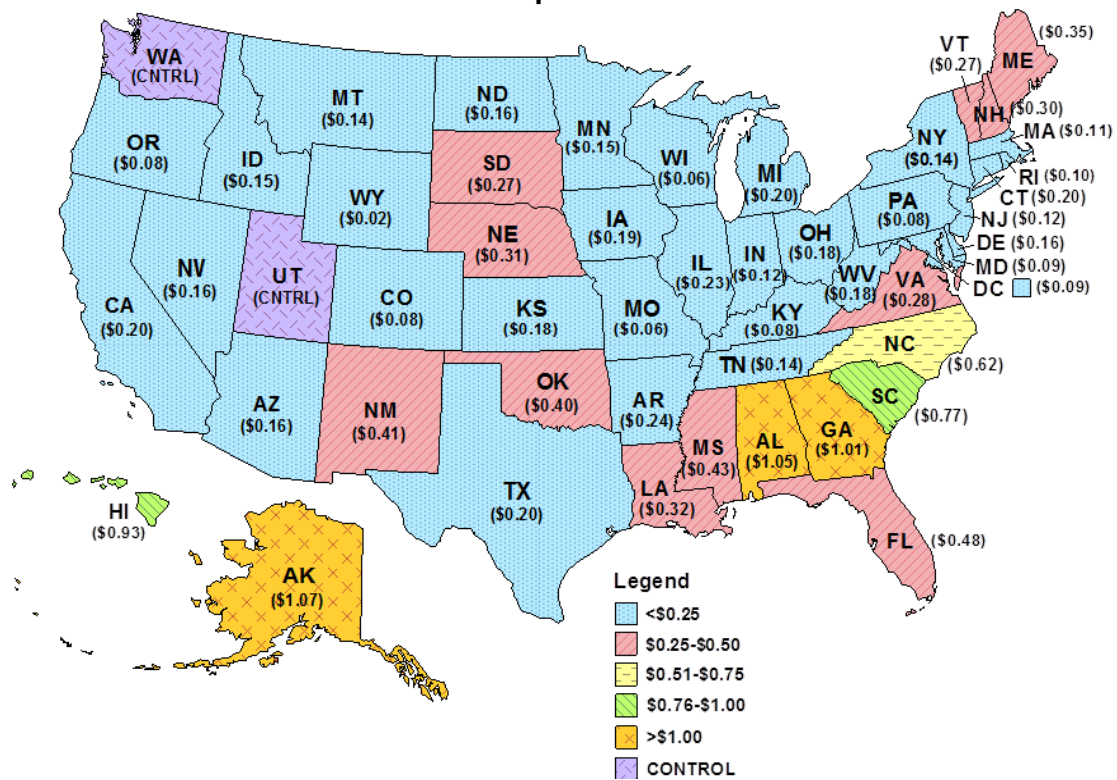 WA
(CNTRL)
MT
($0.14)
ND
($0.16)
MN
($0.15)
VT
($0.27)
ME
($0.35)
NH
($0.30)
MA ($0.11)
OR
($0.08)
ID
($0.15)
SD
($0.27)
WI
($0.06)
MI
($0.20)
NY
($0.14)
RI ($0.10)
CT ($0.20)
WY
($0.02)
NE
($0.31)
IA
($0.19)
PA
($0.08)
NJ ($0.12)
DE ($0.16)
MD ($0.09)
DC ($0.09)
CA
($0.20)
NV
($0.16)
UT
(CNTRL)
CO
($0.08)
KS
($0.18)
MO
($0.06)
IL
($0.23)
IN
($0.12)
OH
($0.18)
WV
($0.18)
VA
($0.28)
KY
($0.08)
NC
($0.62)
TN ($0.14)
AZ
($0.16)
NM
($0.41)
OK
($0.40)
AR
($0.24)
SC
($0.77)
MS
($0.43)
AL
($1.05)
GA
($1.01)
TX
($0.20)
LA
($0.32)
FL
($0.48)
HI
($0.93)
AK
($1.07)
Legend
<$0.25
$0.25-$0.50
$0.51-$0.75
$0.76-$1.00
>$1.00
CONTROL